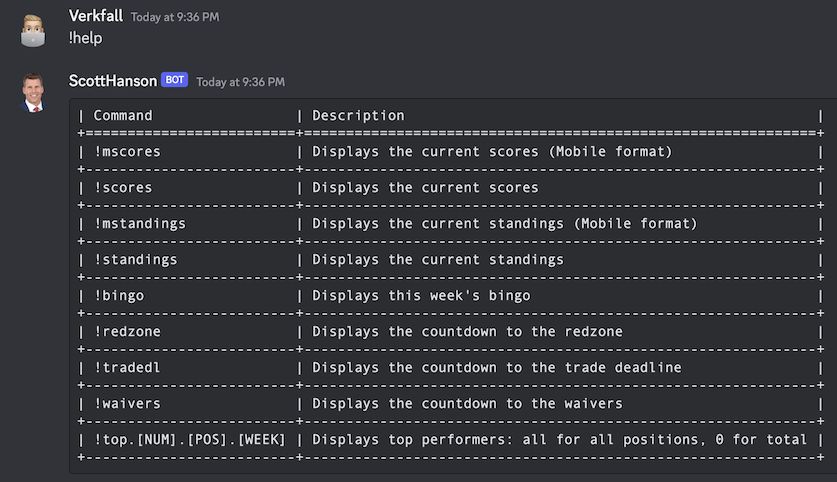 Verkfall Today at 9:36 PM
!help
ScottHanson BOT Today at 9:36 PM
| Command | Description |
+=========================+=============================================================+
| !mscores | Displays the current scores (Mobile format) |
+-------------------------+-------------------------------------------------------------+
| !scores | Displays the current scores |
+-------------------------+-------------------------------------------------------------+
| !mstandings | Displays the current standings (Mobile format) |
+-------------------------+-------------------------------------------------------------+
| !standings | Displays the current standings |
+-------------------------+-------------------------------------------------------------+
| !bingo | Displays this week's bingo |
+-------------------------+-------------------------------------------------------------+
| !redzone | Displays the countdown to the redzone |
+-------------------------+-------------------------------------------------------------+
| !tradedl | Displays the countdown to the trade deadline |
+-------------------------+-------------------------------------------------------------+
| !waivers | Displays the countdown to the waivers |
+-------------------------+-------------------------------------------------------------+
| !top.[NUM].[POS].[WEEK] | Displays top performers: all for all positions, 0 for total |
+-------------------------+-------------------------------------------------------------+